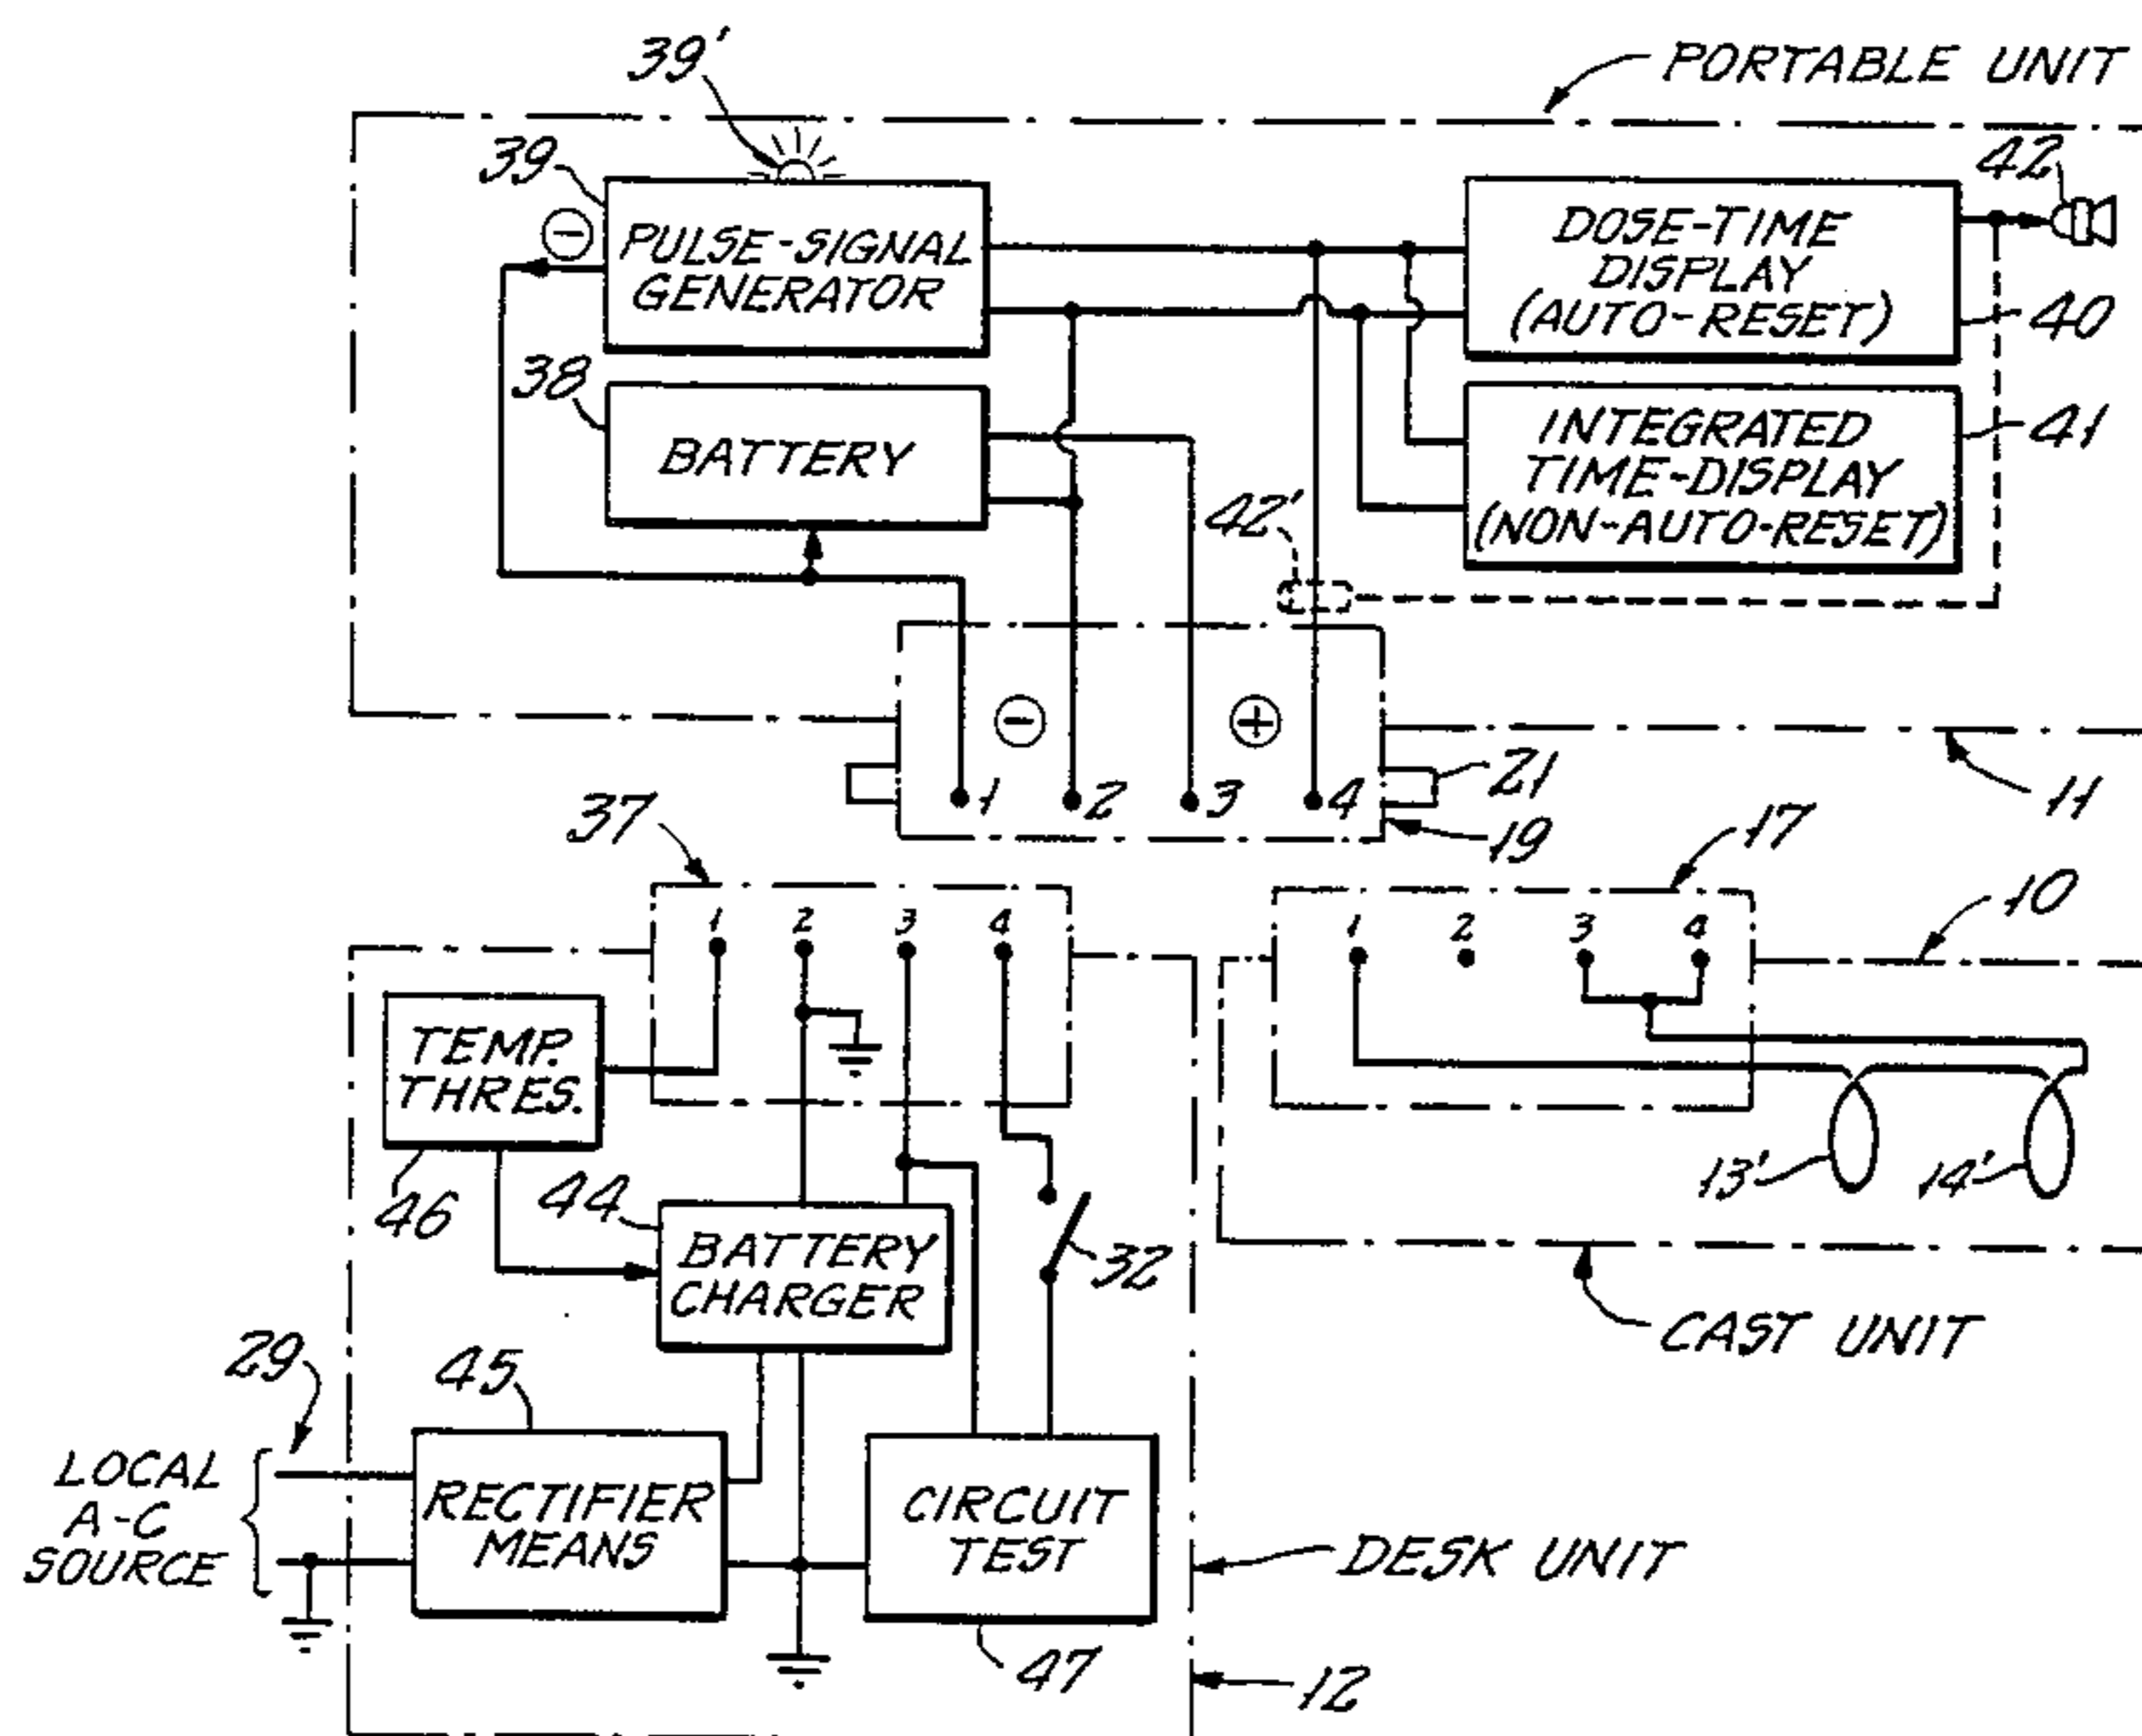 39'
PORTABLE UNIT
39
42
PULSE-SIGNAL
GENERATOR
DOSE-TIME
DISPLAY
(AUTO-RESET)
40
38
BATTERY
INTEGRATED
TIME-DISPLAY
(NON-AUTO-RESET)
41
42'
1 2 3 4
21
19
11
37
17
10
1 2 3 4
1 2 3 4
TEMP.
THRES.
46
44
BATTERY
CHARGER
32
13'
14'
CAST UNIT
29
45
LOCAL
A-C
SOURCE
RECTIFIER
MEANS
CIRCUIT
TEST
DESK UNIT
47
12